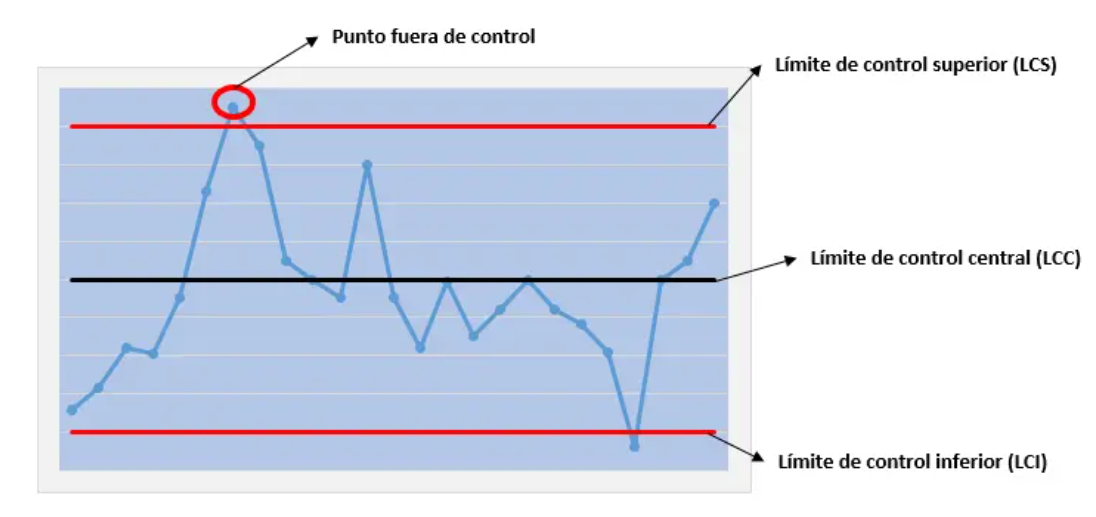 Punto fuera de control
Límite de control superior (LCS)
Límite de control central (LCC)
Límite de control inferior (LCI)